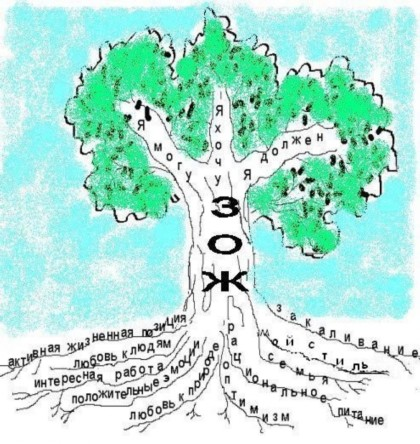 Я могу
Я хочу
Я должен
ЗОЖ
активная жизненная позиция
любовь к людям
интересная работа
положительные эмоции
любовь к природе
оптимизм
рациональное питание
семья
мой стиль
закаливание